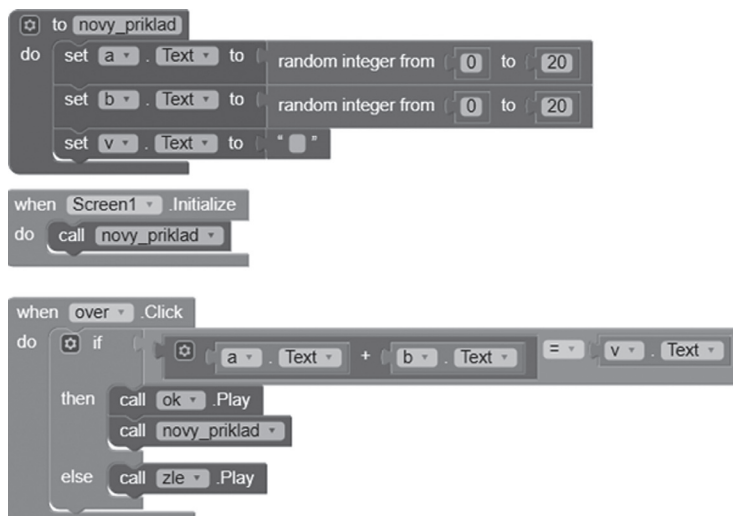 to novy_priklad
do set a . Text to random integer from 0 to 20
set b . Text to random integer from 0 to 20
set v . Text to " "
when Screen1 .Initialize
do call novy_priklad
when over .Click
do if a . Text + b . Text = v . Text
then call ok .Play
call novy_priklad
else call zle .Play